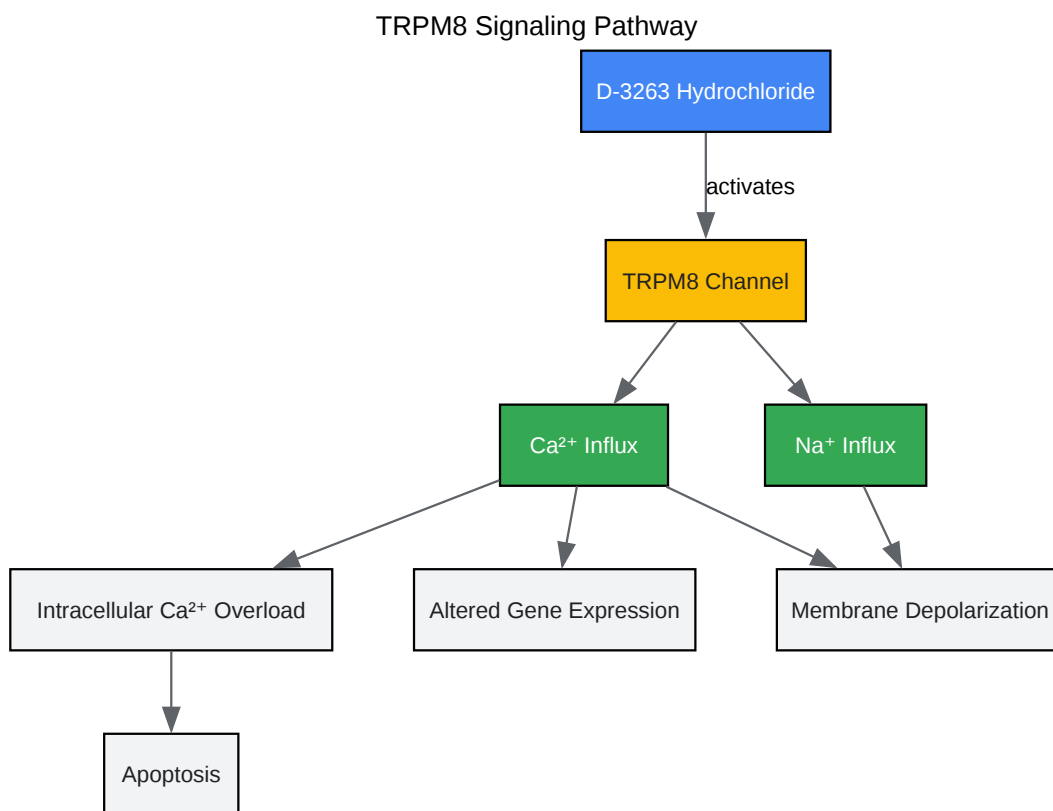 TRPM8 Signaling Pathway
D-3263 Hydrochloride
activates
TRPM8 Channel
Ca²⁺ Influx
Na⁺ Influx
Intracellular Ca²⁺ Overload
Altered Gene Expression
Membrane Depolarization
Apoptosis